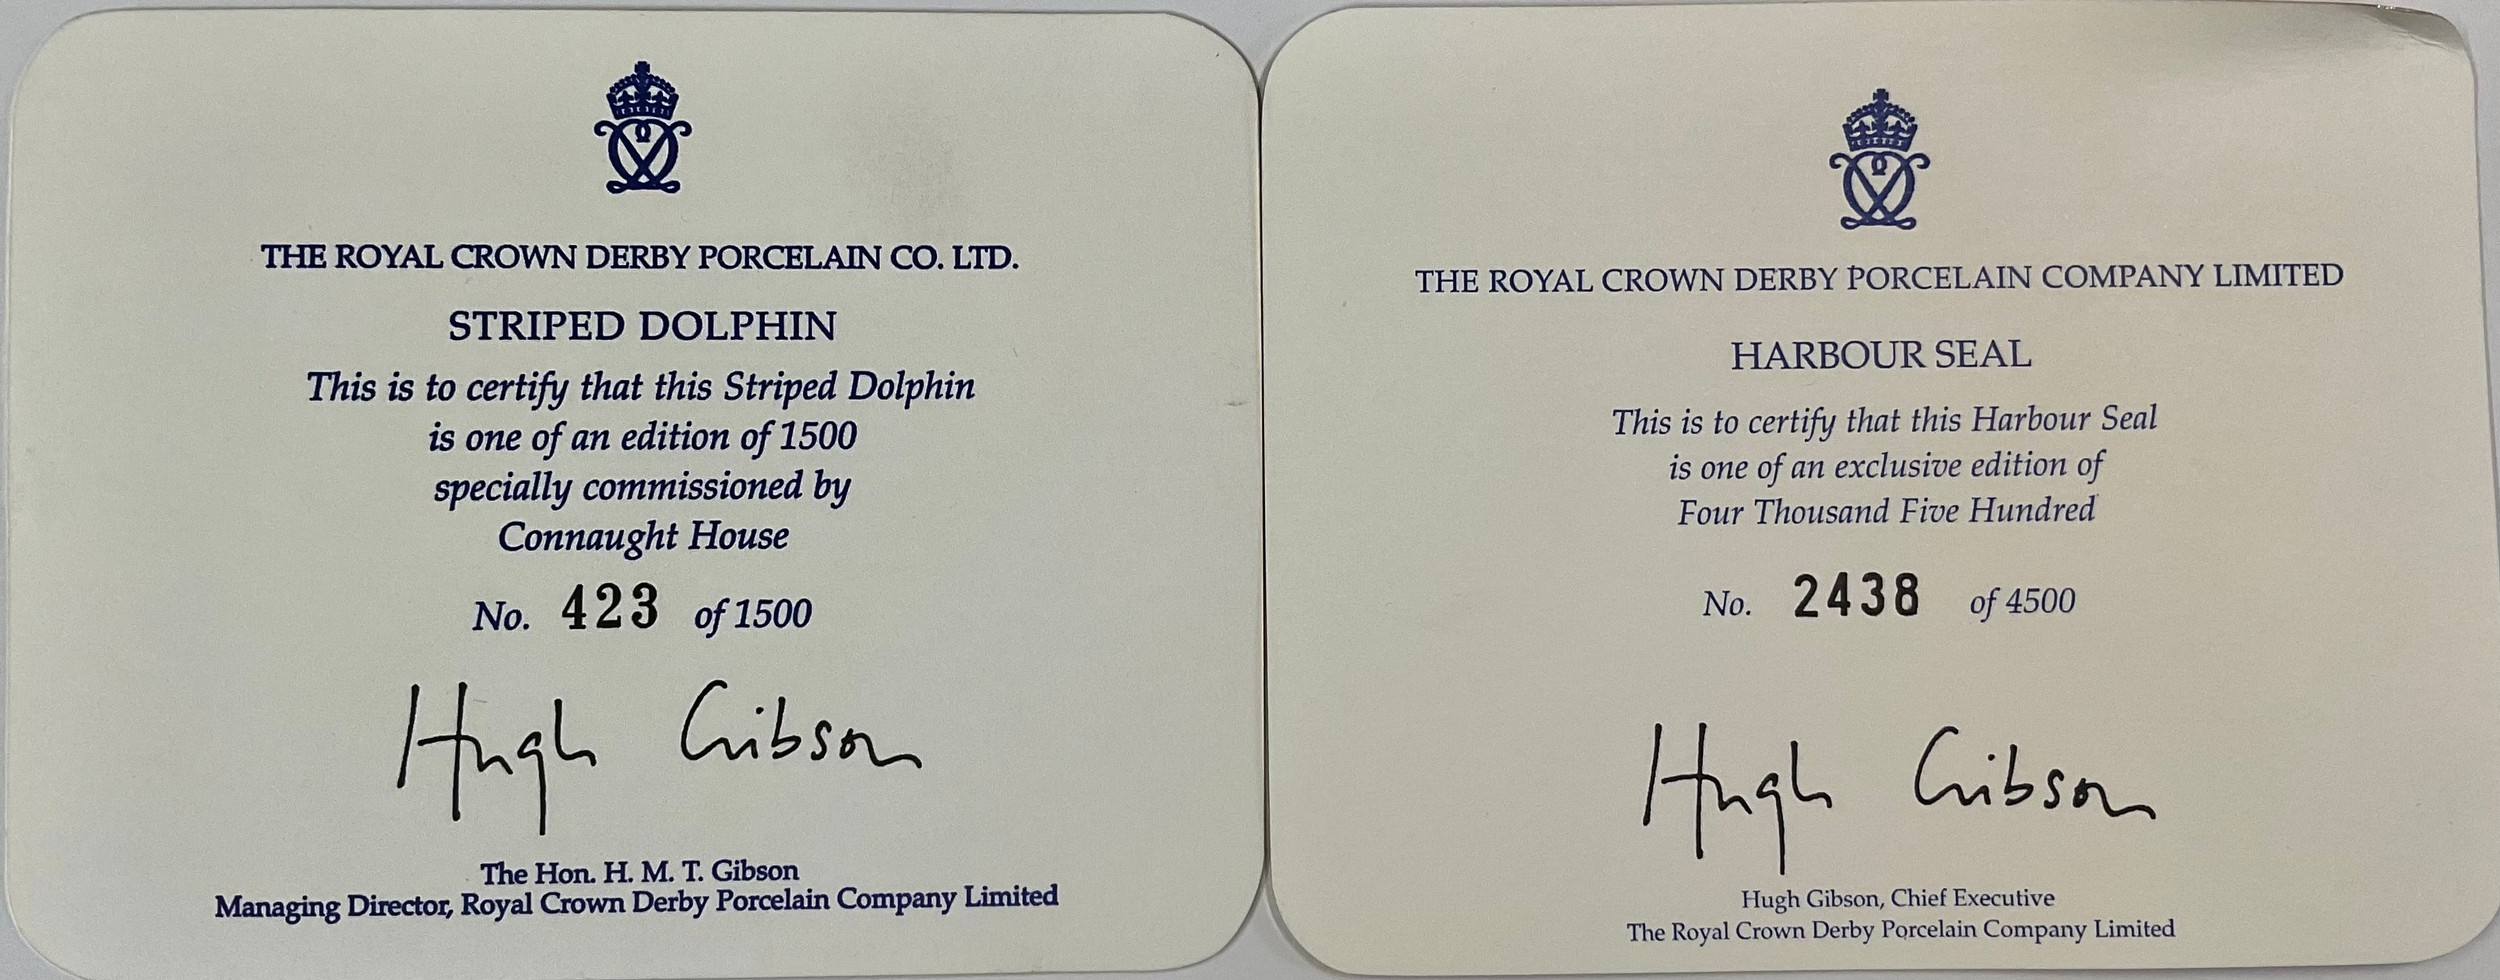 THE ROYAL CROWN DERBY PORCELAIN CO. LTD.
STRIPED DOLPHIN
This is to certify that this Striped Dolphin
is one of an edition of 1500
specially commissioned by
Connaught House
No. 423 of 1500
Hugh Gibson
The Hon. H. M. T. Gibson
Managing Director, Royal Crown Derby Porcelain Company Limited
THE ROYAL CROWN DERBY PORCELAIN COMPANY LIMITED
HARBOUR SEAL
This is to certify that this Harbour Seal
is one of an exclusive edition of
Four Thousand Five Hundred
No. 2438 of 4500
Hugh Gibson
Hugh Gibson, Chief Executive
The Royal Crown Derby Porcelain Company Limited